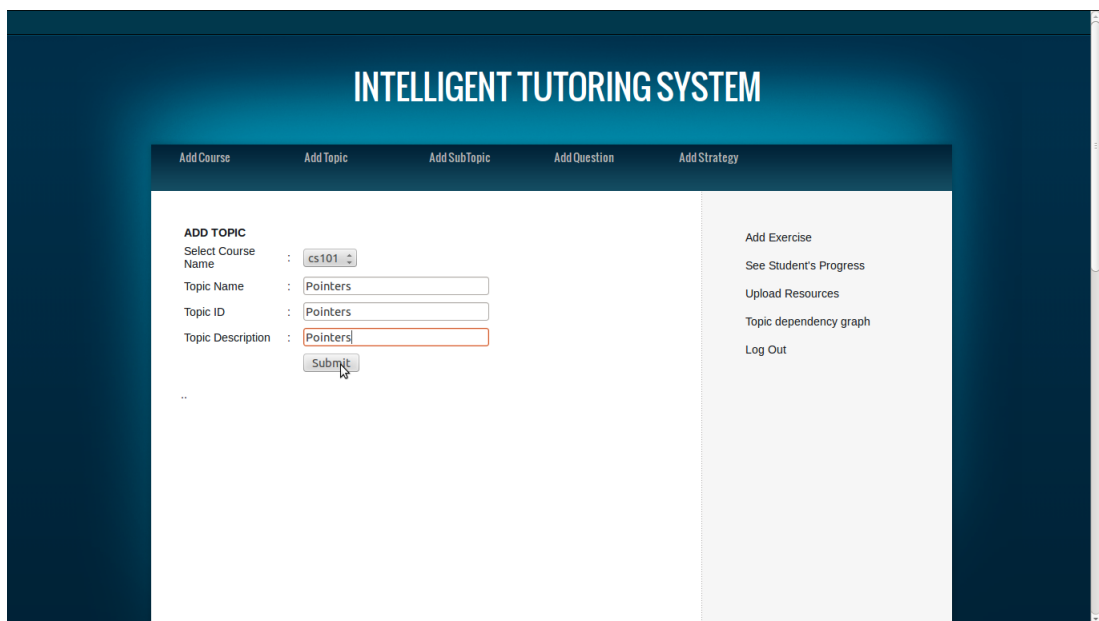 INTELLIGENT TUTORING SYSTEM
Add Course Add Topic Add SubTopic Add Question Add Strategy
ADD TOPIC
Select Course
Name : cs101
Topic Name : Pointers
Topic ID : Pointers
Topic Description : Pointers
Submit
..
Add Exercise
See Student's Progress
Upload Resources
Topic dependency graph
Log Out